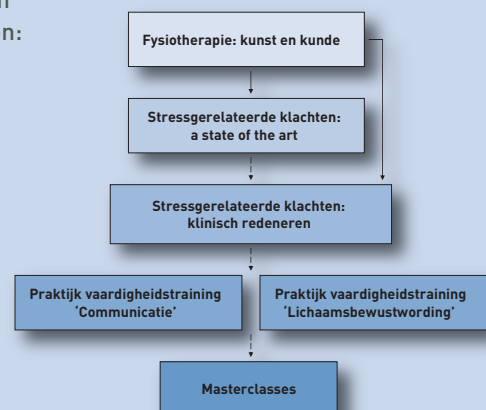 n:
Fysiotherapie: kunst en kunde
Stressgerelateerde klachten:
a state of the art
Stressgerelateerde klachten:
klinisch redeneren
Praktijk vaardigheidstraining
‘Communicatie’
Praktijk vaardigheidstraining
‘Lichaamsbewustwording’
Masterclasses